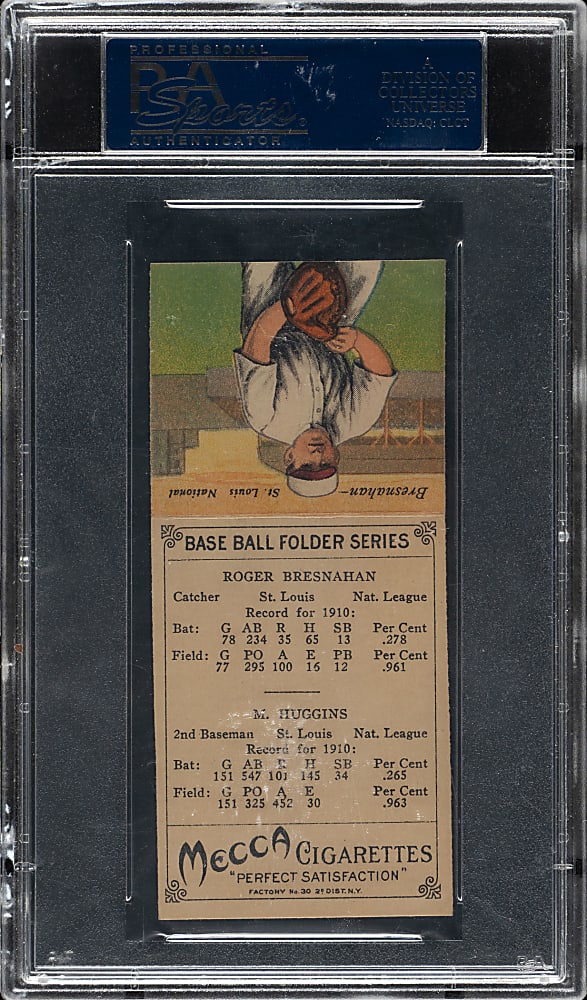 PROFESSIONAL
PSA
Sports
AUTHENTICATOR
A
DIVISION OF
COLLECTORS
UNIVERSE
NASDAQ: CLCT
Bresnahan— St. Louis National
BASE BALL FOLDER SERIES
ROGER BRESNAHAN
Catcher St. Louis Nat. League
Record for 1910:
Bat: G AB R H SB Per Cent
78 234 35 65 13 .278
Field: G PO A E PB Per Cent
77 295 100 16 12 .961
M. HUGGINS
2nd Baseman St. Louis Nat. League
Record for 1910:
Bat: G AB R H SB Per Cent
151 547 101 145 34 .265
Field: G PO A E Per Cent
151 325 452 30 .963
MECCA CIGARETTES
"PERFECT SATISFACTION"
FACTORY No. 30 2D DIST. N.Y.
PSA